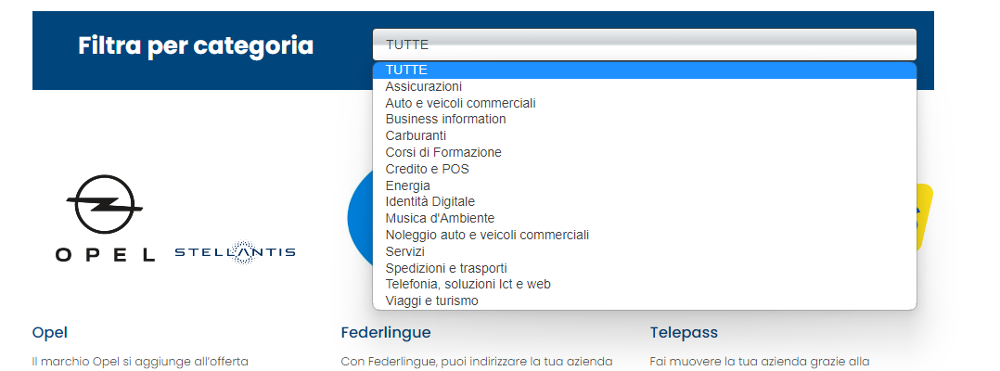 Filtra per categoria
TUTTE
TUTTE
Assicurazioni
Auto e veicoli commerciali
Business information
Carburanti
Corsi di Formazione
Credito e POS
Energia
Identità Digitale
Musica d'Ambiente
Noleggio auto e veicoli commerciali
Servizi
Spedizioni e trasporti
Telefonia, soluzioni Ict e web
Viaggi e turismo
OPEL
STELLANTIS
Opel
Il marchio Opel si aggiunge all'offerta
Federlingue
Con Federlingue, puoi indirizzare la tua azienda
Telepass
Fai muovere la tua azienda grazie alla